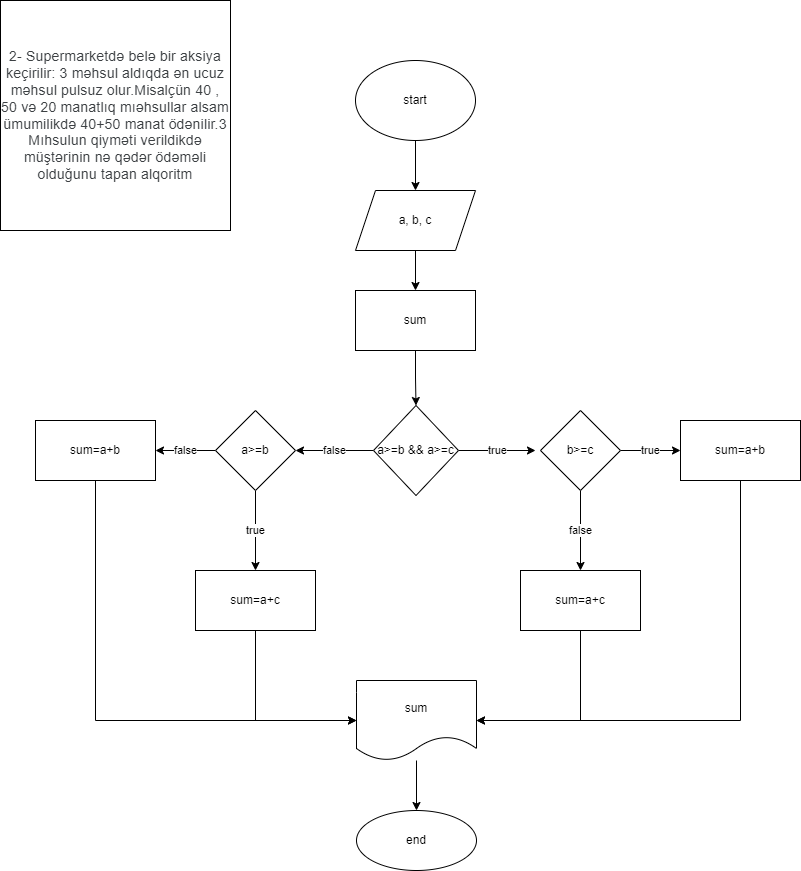 2- Supermarketdə belə bir aksiya
keçirilir: 3 məhsul aldıqda ən ucuz
məhsul pulsuz olur.Misalçün 40 ,
50 və 20 manatlıq mıəhsullar alsam
ümumilikdə 40+50 manat ödənilir.3
Mıhsulun qiyməti verildikdə
müştərinin nə qədər ödəməli
olduğunu tapan alqoritm
start
a, b, c
sum
sum=a+b
false
a>=b
false
a>=b && a>=c
true
b>=c
true
sum=a+b
true
false
sum=a+c
sum=a+c
sum
end